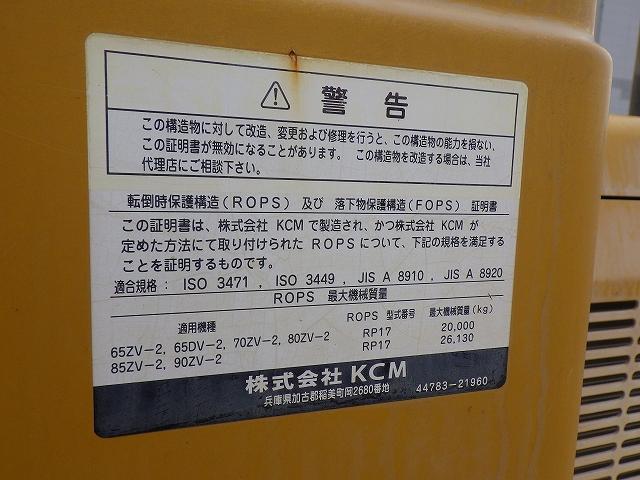 警告
この構造物に対して改造、変更および修理を行うと、この構造物の能力を損ない、
この証明書が無効になることがあります。 この構造物を改造する場合は、当社
代理店にご相談下さい。
転倒時保護構造(ROPS) 及び 落下物保護構造(FOPS) 証明書
この証明書は、株式会社 KCMで製造され、かつ株式会社 KCM が
定めた方法にて取り付けられた ROPSについて、下記の規格を満足する
ことを証明するものです。
適合規格: ISO 3471 , ISO 3449 , JIS A 8910 , JIS A 8920
ROPS 最大機械質量
適用機種 ROPS 型式番号 最大機械質量(kg)
65ZV-2, 65DV-2, 70ZV-2, 80ZV-2 RP17 20,000
85ZV-2, 90ZV-2 RP17 26,130
株式会社 KCM
兵庫県加古郡稲美町岡2680番地 44783-21960